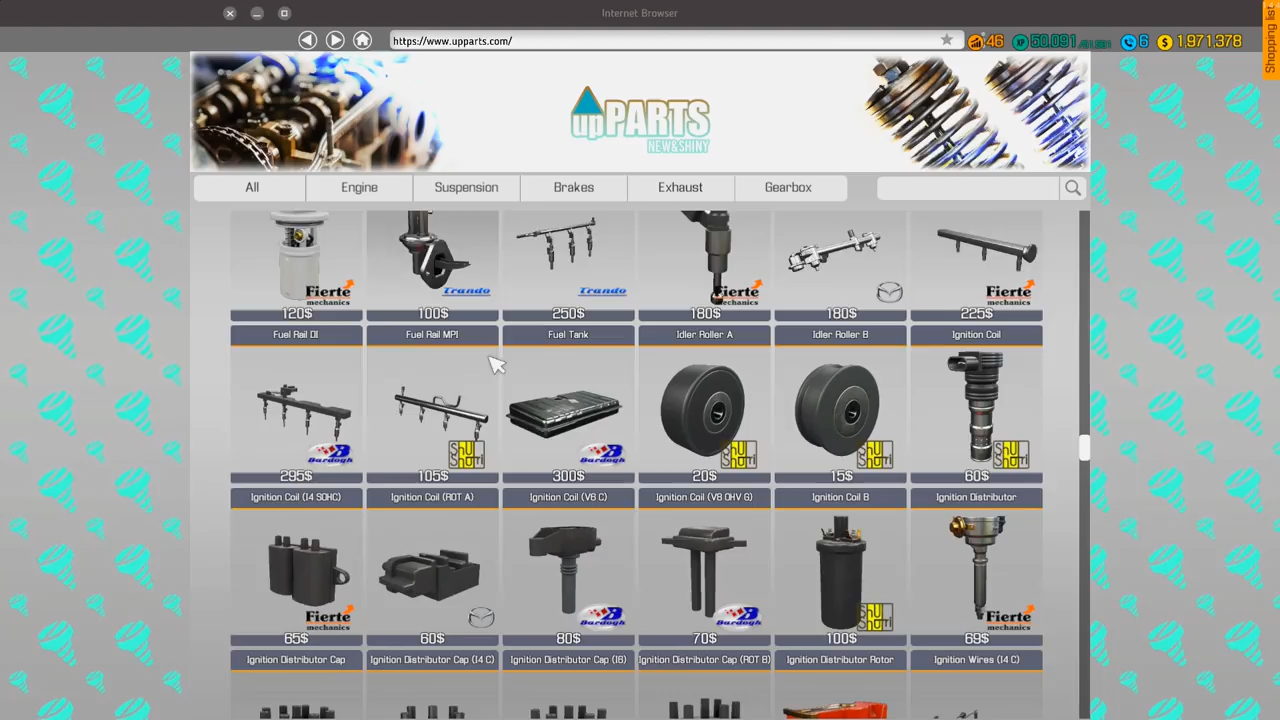 Internet Browser
Shopping list
https://www.upparts.com/
46
50.091
6
1.971.378
upPARTS
NEW&SHINY
All
Engine
Suspension
Brakes
Exhaust
Gearbox
Fierte mechanics
Trando
Trando
Fierte mechanics
Fierte mechanics
120$
100$
250$
180$
180$
225$
Fuel Rail DI
Fuel Rail MPI
Fuel Tank
Idler Roller A
Idler Roller B
Ignition Coil
Bardogh
Shu Shuti
Bardogh
Shu Shuti
Shu Shuti
Shu Shuti
295$
105$
300$
20$
15$
60$
Ignition Coil (I4 SOHC)
Ignition Coil (ROT A)
Ignition Coil (V6 C)
Ignition Coil (V8 OHV G)
Ignition Coil B
Ignition Distributor
Fierte mechanics
Bardogh
Bardogh
Shu Shuti
Fierte mechanics
65$
60$
80$
70$
100$
69$
Ignition Distributor Cap
Ignition Distributor Cap (I4 C)
Ignition Distributor Cap (I6)
Ignition Distributor Cap (ROT B)
Ignition Distributor Rotor
Ignition Wires (I4 C)